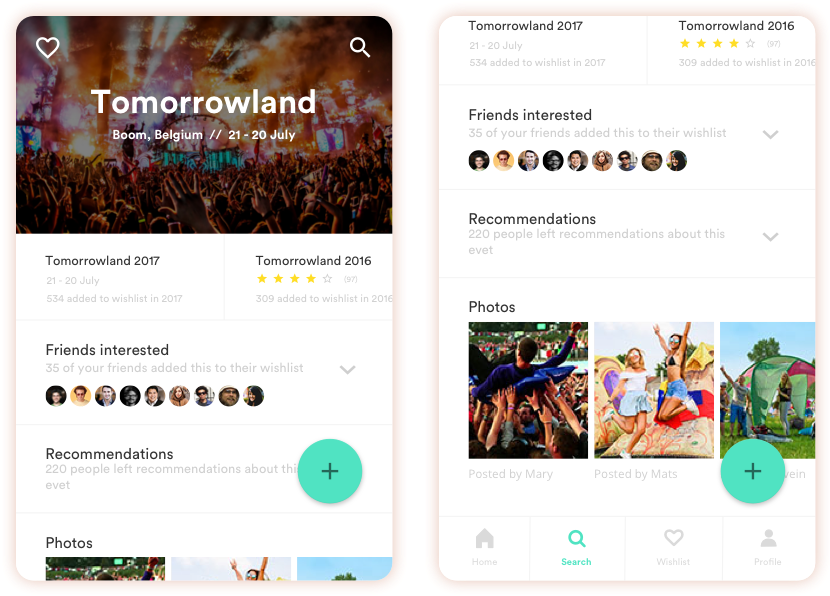 Tomorrowland
Boom, Belgium // 21 - 20 July
Tomorrowland 2017
21 - 20 July
534 added to wishlist in 2017
Tomorrowland 2016
(97)
309 added to wishlist in 2016
Friends interested
35 of your friends added this to their wishlist
Recommendations
220 people left recommendations about thi
evet
Photos
Tomorrowland 2017
21 - 20 July
534 added to wishlist in 2017
Tomorrowland 2016
(97)
309 added to wishlist in 2016
Friends interested
35 of your friends added this to their wishlist
Recommendations
220 people left recommendations about this
evet
Photos
Posted by Mary
Posted by Mats
vein
Home
Search
Wishlist
Profile